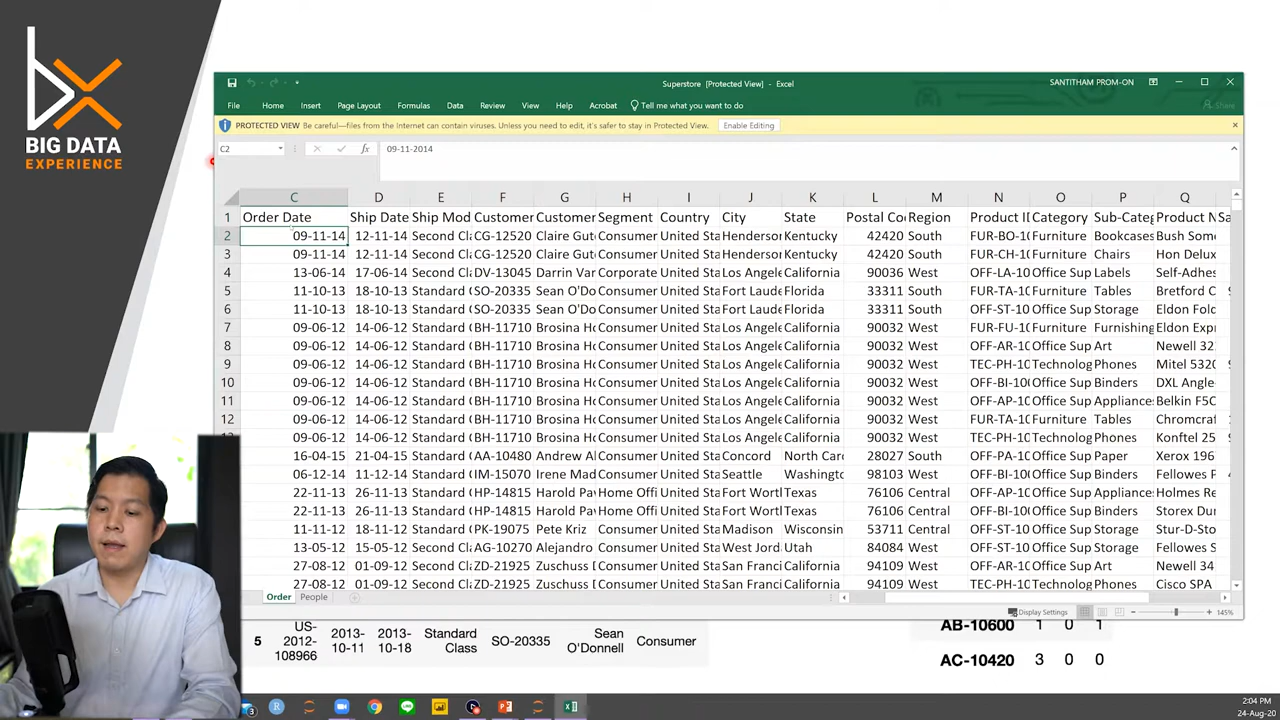 BIG DATA
EXPERIENCE
Superstore [Protected View] - Excel
SANTITHAM PROM-ON
File Home Insert Page Layout Formulas Data Review View Help Acrobat Tell me what you want to do Share
PROTECTED VIEW Be careful—files from the Internet can contain viruses. Unless you need to edit, it's safer to stay in Protected View. Enable Editing
C2 fx 09-11-2014
C D E F G H I J K L M N O P Q
1 Order Date Ship Date Ship Mod Customer Customer Segment Country City State Postal Co Region Product ID Category Sub-Categ Product N Sa
2 09-11-14 12-11-14 Second Cl CG-12520 Claire Gut Consumer United Sta Henderson Kentucky 42420 South FUR-BO-10 Furniture Bookcases Bush Some
3 09-11-14 12-11-14 Second Cl CG-12520 Claire Gut Consumer United Sta Henderson Kentucky 42420 South FUR-CH-10 Furniture Chairs Hon Delux
4 13-06-14 17-06-14 Second Cl DV-13045 Darrin Van Corporate United Sta Los Angele California 90036 West OFF-LA-10 Office Sup Labels Self-Adhes
5 11-10-13 18-10-13 Standard C SO-20335 Sean O'Do Consumer United Sta Fort Laude Florida 33311 South FUR-TA-10 Furniture Tables Bretford C
6 11-10-13 18-10-13 Standard C SO-20335 Sean O'Do Consumer United Sta Fort Laude Florida 33311 South OFF-ST-10 Office Sup Storage Eldon Fold
7 09-06-12 14-06-12 Standard C BH-11710 Brosina Ho Consumer United Sta Los Angele California 90032 West FUR-FU-10 Furniture Furnishing Eldon Expr
8 09-06-12 14-06-12 Standard C BH-11710 Brosina Ho Consumer United Sta Los Angele California 90032 West OFF-AR-10 Office Sup Art Newell 32
9 09-06-12 14-06-12 Standard C BH-11710 Brosina Ho Consumer United Sta Los Angele California 90032 West TEC-PH-10 Technolog Phones Mitel 5320
10 09-06-12 14-06-12 Standard C BH-11710 Brosina Ho Consumer United Sta Los Angele California 90032 West OFF-BI-100 Office Sup Binders DXL Angle
11 09-06-12 14-06-12 Standard C BH-11710 Brosina Ho Consumer United Sta Los Angele California 90032 West OFF-AP-10 Office Sup Appliances Belkin F5C
12 09-06-12 14-06-12 Standard C BH-11710 Brosina Ho Consumer United Sta Los Angele California 90032 West FUR-TA-10 Furniture Tables Chromcraf
09-06-12 14-06-12 Standard C BH-11710 Brosina Ho Consumer United Sta Los Angele California 90032 West TEC-PH-10 Technolog Phones Konftel 25
16-04-15 21-04-15 Standard C AA-10480 Andrew Al Consumer United Sta Concord North Caro 28027 South OFF-PA-10 Office Sup Paper Xerox 196
06-12-14 11-12-14 Standard C IM-15070 Irene Mad Consumer United Sta Seattle Washingto 98103 West OFF-BI-100 Office Sup Binders Fellowes P
22-11-13 26-11-13 Standard C HP-14815 Harold Pav Home Offi United Sta Fort Worth Texas 76106 Central OFF-AP-10 Office Sup Appliances Holmes Re
22-11-13 26-11-13 Standard C HP-14815 Harold Pav Home Offi United Sta Fort Worth Texas 76106 Central OFF-BI-100 Office Sup Binders Storex Dur
11-11-12 18-11-12 Standard C PK-19075 Pete Kriz Consumer United Sta Madison Wisconsin 53711 Central OFF-ST-10 Office Sup Storage Stur-D-Sto
13-05-12 15-05-12 Second Cl AG-10270 Alejandro Consumer United Sta West Jord Utah 84084 West OFF-ST-10 Office Sup Storage Fellowes S
27-08-12 01-09-12 Second Cl ZD-21925 Zuschuss D Consumer United Sta San Franci California 94109 West OFF-AR-10 Office Sup Art Newell 34
27-08-12 01-09-12 Second Cl ZD-21925 Zuschuss D Consumer United Sta San Franci California 94109 West TEC-PH-10 Technolog Phones Cisco SPA
Order People
Display Settings 145%
5 US-2012-108966 2013-10-11 2013-10-18 Standard Class SO-20335 Sean O'Donnell Consumer
AB-10600 1 0 1
AC-10420 3 0 0
2:04 PM
24-Aug-20